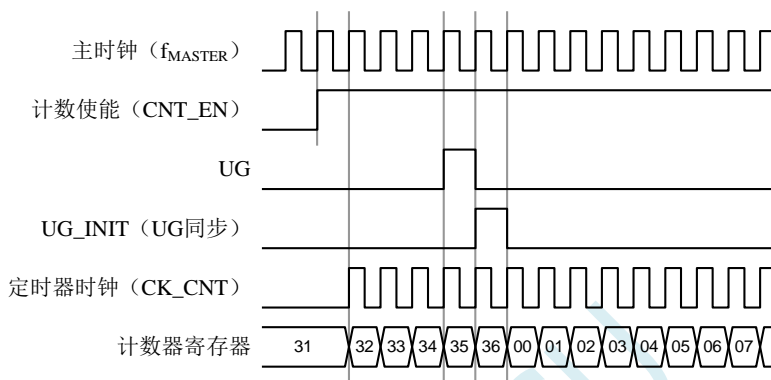 主时钟（fMASTER）
计数使能（CNT_EN）
UG
UG_INIT（UG同步）
定时器时钟（CK_CNT）
计数器寄存器 31 32 33 34 35 36 00 01 02 03 04 05 06 07